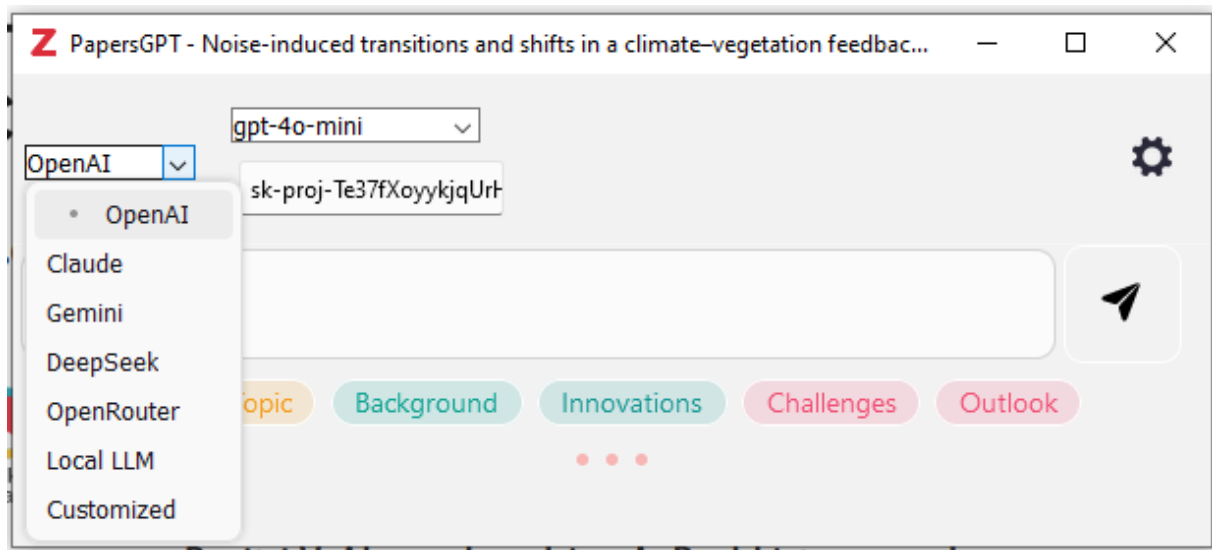 Z PapersGPT - Noise-induced transitions and shifts in a climate–vegetation feedbac...
gpt-4o-mini
OpenAI
sk-proj-Te37fXoyykjqUrH
OpenAI
Claude
Gemini
DeepSeek
OpenRouter
Local LLM
Customized
opic Background Innovations Challenges Outlook